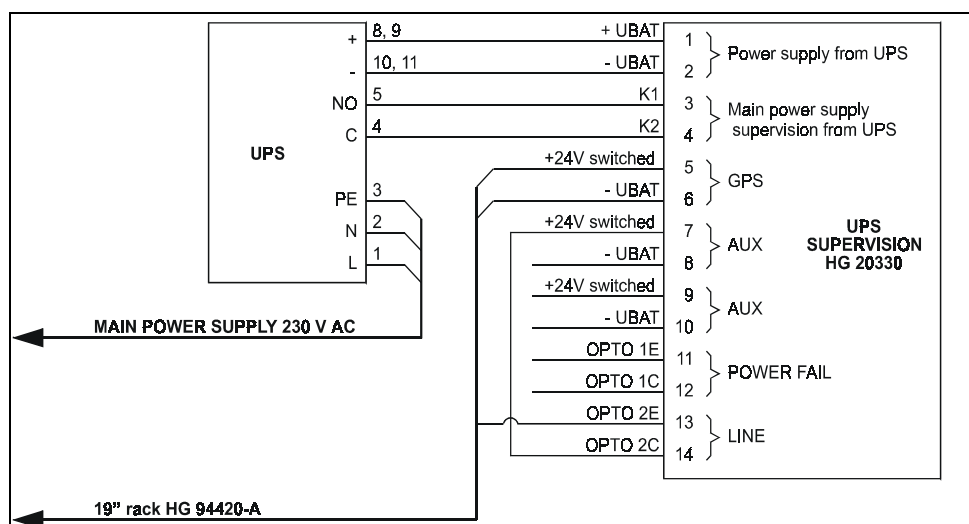 + 8, 9 + UBAT 1
- 10, 11 - UBAT 2
Power supply from UPS
NO 5 K1 3
C 4 K2 4
Main power supply
supervision from UPS
UPS
+24V switched 5
- UBAT 6
GPS
PE 3
N 2
L 1
+24V switched 7
- UBAT 8
AUX
UPS
SUPERVISION
HG 20330
+24V switched 9
- UBAT 10
AUX
MAIN POWER SUPPLY 230 V AC
OPTO 1E 11
OPTO 1C 12
POWER FAIL
OPTO 2E 13
OPTO 2C 14
LINE
19” rack HG 94420-A